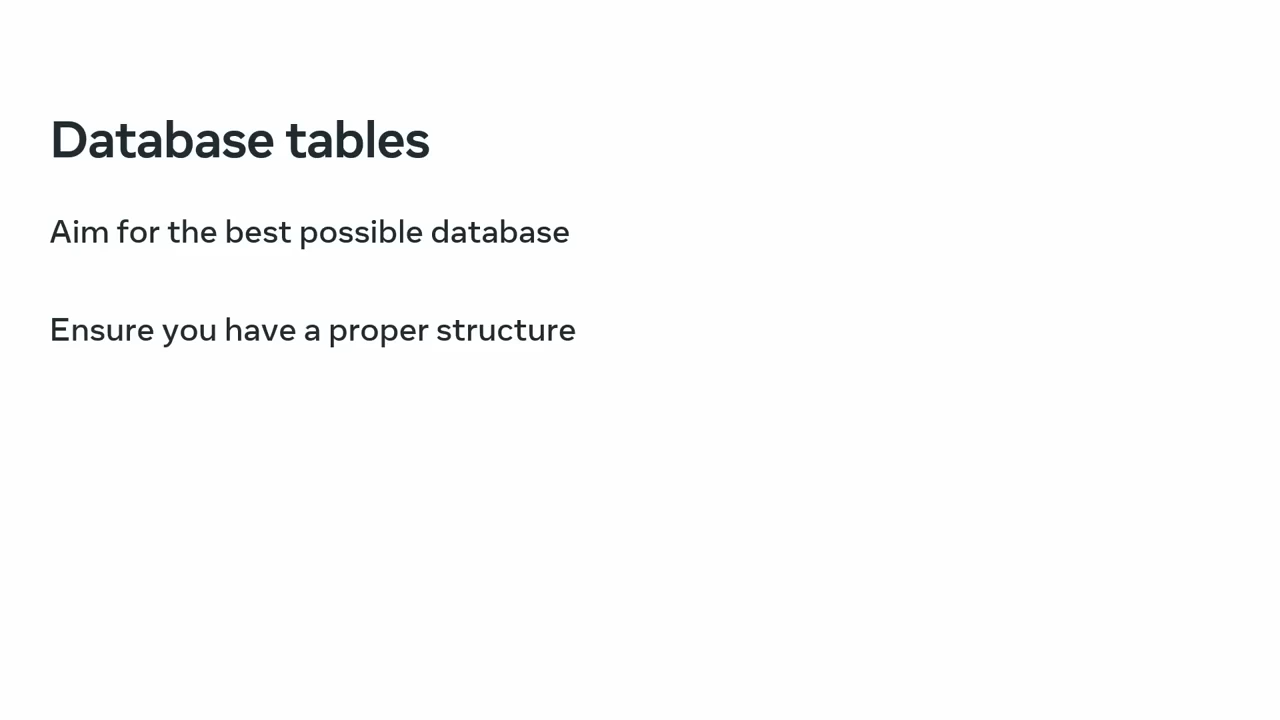 Database tables
Aim for the best possible database
Ensure you have a proper structure